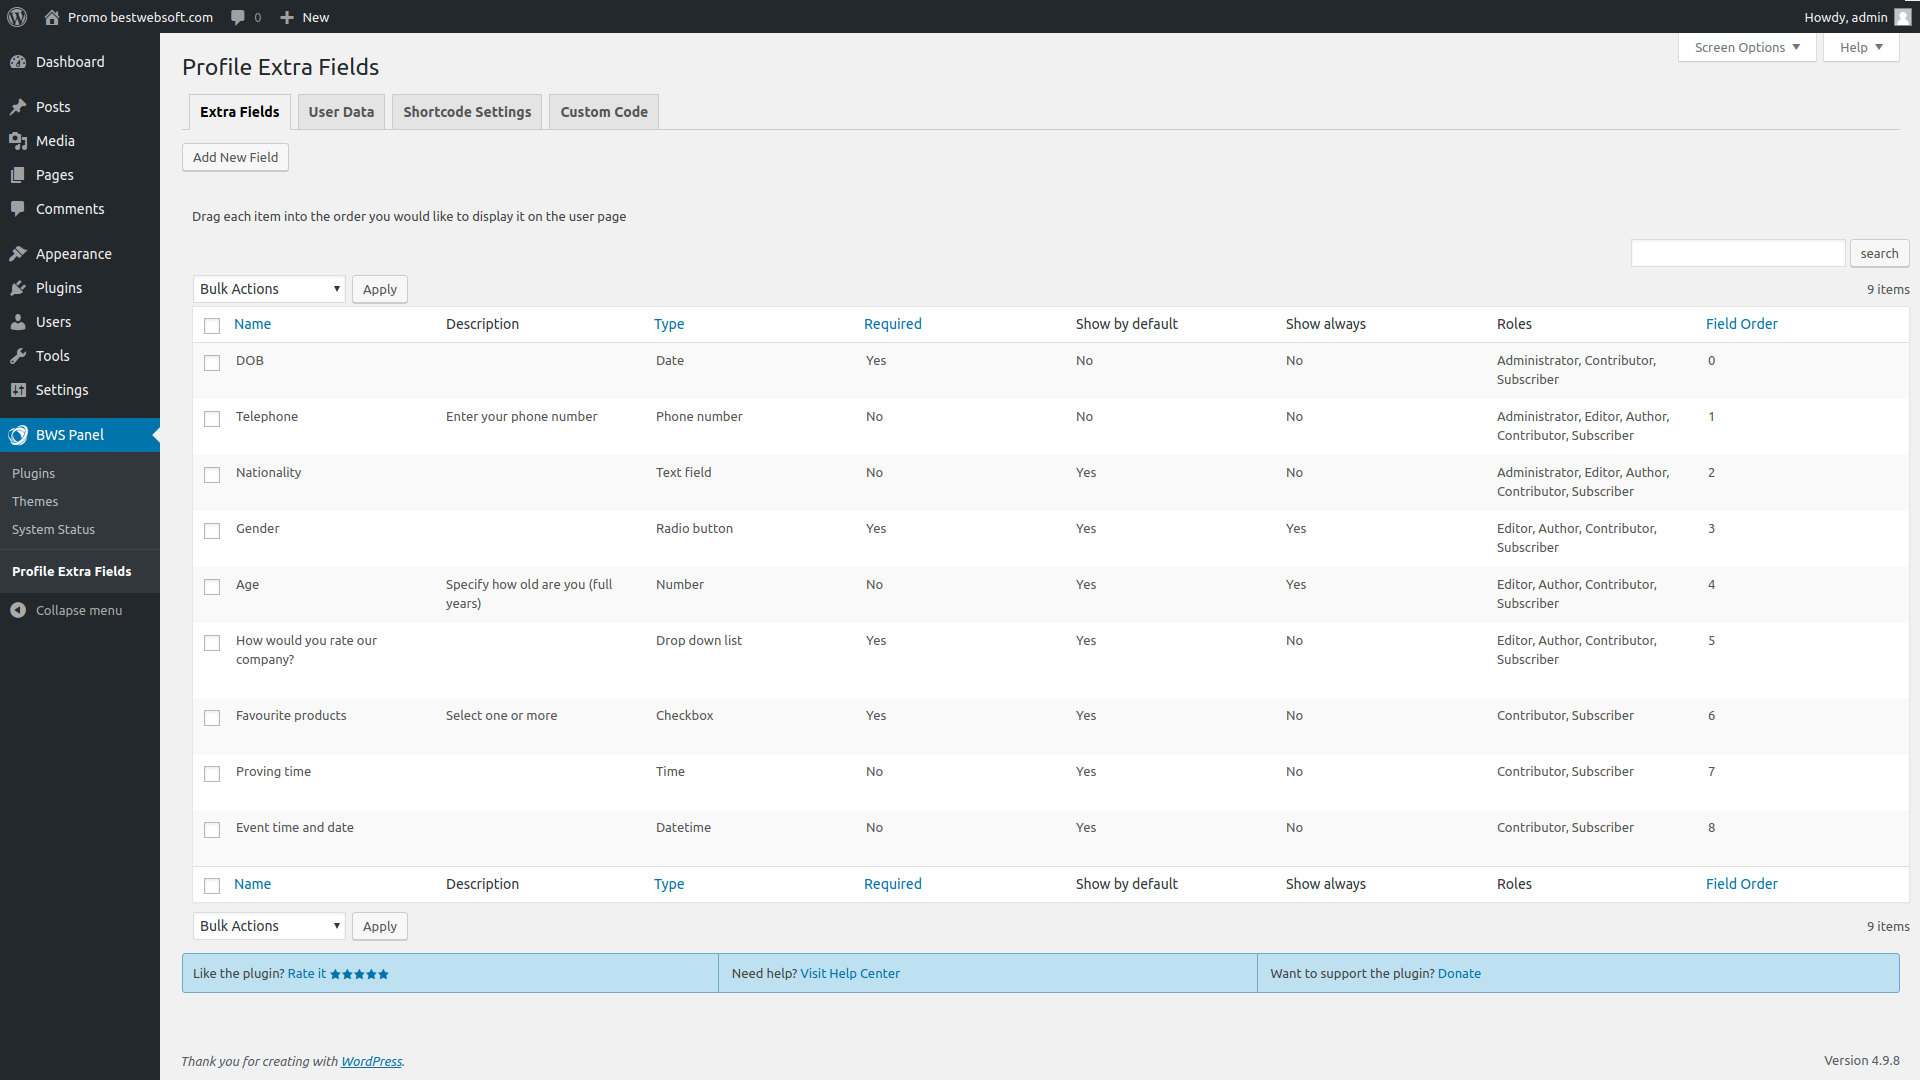 Promo bestwebsoft.com 0 New Howdy, admin
Screen Options Help
Dashboard
Posts
Media
Pages
Comments
Appearance
Plugins
Users
Tools
Settings
BWS Panel
Plugins
Themes
System Status
Profile Extra Fields
Collapse menu
Profile Extra Fields
Extra Fields User Data Shortcode Settings Custom Code
Add New Field
Drag each item into the order you would like to display it on the user page
search
Bulk Actions Apply 9 items
Name Description Type Required Show by default Show always Roles Field Order
DOB Date Yes No No Administrator, Contributor, 0
Subscriber
Telephone Enter your phone number Phone number No No No Administrator, Editor, Author, 1
Contributor, Subscriber
Nationality Text field No Yes No Administrator, Editor, Author, 2
Contributor, Subscriber
Gender Radio button Yes Yes Yes Editor, Author, Contributor, 3
Subscriber
Age Specify how old are you (full Number No Yes Yes Editor, Author, Contributor, 4
years) Subscriber
How would you rate our Drop down list Yes Yes No Editor, Author, Contributor, 5
company? Subscriber
Favourite products Select one or more Checkbox Yes Yes No Contributor, Subscriber 6
Proving time Time No Yes No Contributor, Subscriber 7
Event time and date Datetime No Yes No Contributor, Subscriber 8
Name Description Type Required Show by default Show always Roles Field Order
Bulk Actions Apply 9 items
Like the plugin? Rate it ★★★★★ Need help? Visit Help Center Want to support the plugin? Donate
Thank you for creating with WordPress. Version 4.9.8